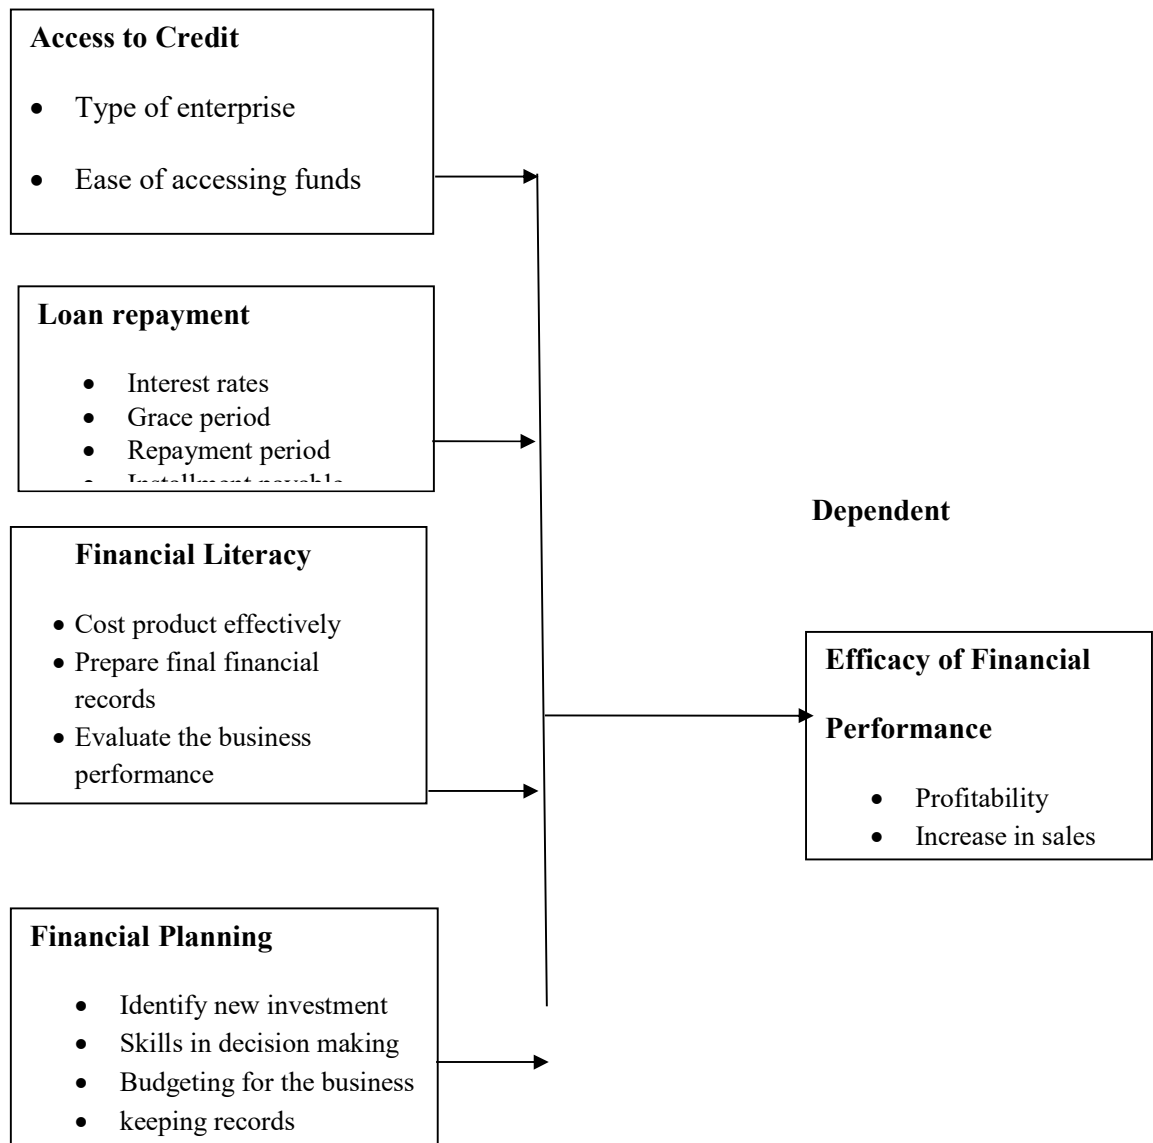 Access to Credit
• Type of enterprise
• Ease of accessing funds
Loan repayment
• Interest rates
• Grace period
• Repayment period
• Installment payable
Financial Literacy
• Cost product effectively
• Prepare final financial
records
• Evaluate the business
performance
Financial Planning
• Identify new investment
• Skills in decision making
• Budgeting for the business
• keeping records
Dependent
Efficacy of Financial
Performance
• Profitability
• Increase in sales